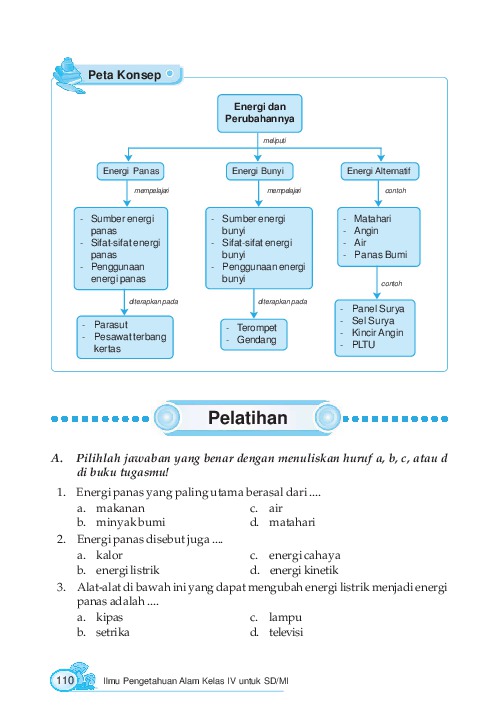 Peta Konsep
Energi dan
Perubahannya
meliputi
Energi Panas
Energi Bunyi
Energi Alternatif
mempelajari
mempelajari
contoh
- Sumber energi
panas
- Sifat-sifat energi
panas
- Penggunaan
energi panas
- Sumber energi
bunyi
- Sifat-sifat energi
bunyi
- Penggunaan energi
bunyi
- Matahari
- Angin
- Air
- Panas Bumi
contoh
diterapkan pada
diterapkan pada
- Parasut
- Pesawat terbang
kertas
- Terompet
- Gendang
- Panel Surya
- Sel Surya
- Kincir Angin
- PLTU
Pelatihan
A. Pilihlah jawaban yang benar dengan menuliskan huruf a, b, c, atau d
di buku tugasmu!
1. Energi panas yang paling utama berasal dari ....
a. makanan c. air
b. minyak bumi d. matahari
2. Energi panas disebut juga ....
a. kalor c. energi cahaya
b. energi listrik d. energi kinetik
3. Alat-alat di bawah ini yang dapat mengubah energi listrik menjadi energi
panas adalah ....
a. kipas c. lampu
b. setrika d. televisi
110 Ilmu Pengetahuan Alam Kelas IV untuk SD/MI